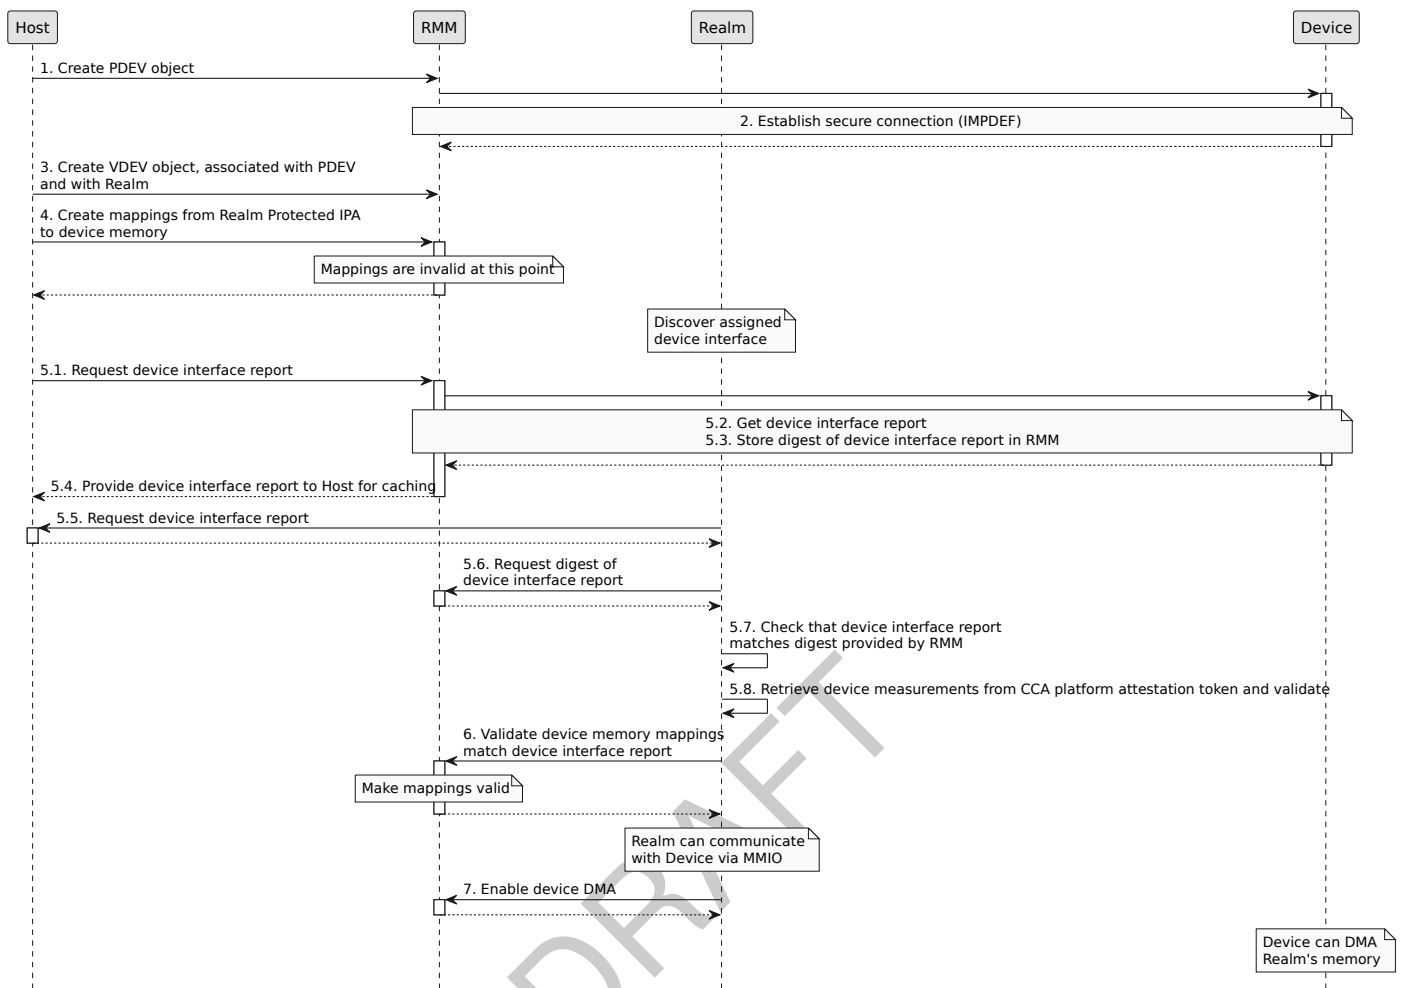 Host
RMM
Realm
Device
1. Create PDEV object
2. Establish secure connection (IMPDEF)
3. Create VDEV object, associated with PDEV
and with Realm
4. Create mappings from Realm Protected IPA
to device memory
Mappings are invalid at this point
Discover assigned
device interface
5.1. Request device interface report
5.2. Get device interface report
5.3. Store digest of device interface report in RMM
5.4. Provide device interface report to Host for caching
5.5. Request device interface report
5.6. Request digest of
device interface report
5.7. Check that device interface report
matches digest provided by RMM
5.8. Retrieve device measurements from CCA platform attestation token and validate
6. Validate device memory mappings
match device interface report
Make mappings valid
Realm can communicate
with Device via MMIO
7. Enable device DMA
Device can DMA
Realm's memory
DRAFT